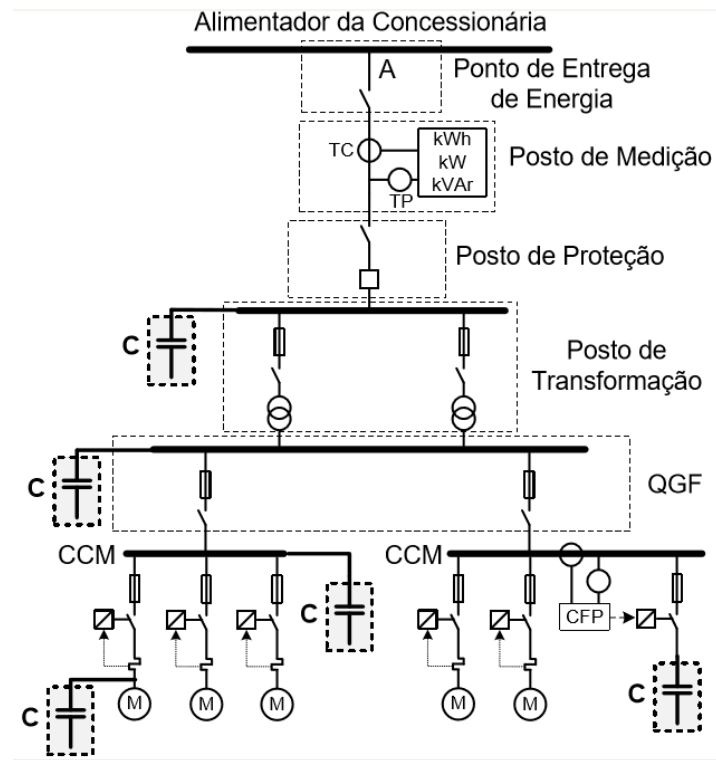 Alimentador da Concessionária
A
Ponto de Entrega
de Energia
TC
kWh
kW
kVAr
TP
Posto de Medição
Posto de Proteção
C
Posto de
Transformação
C
QGF
CCM
CCM
C
CFP
C
M
M
M
M
M
C